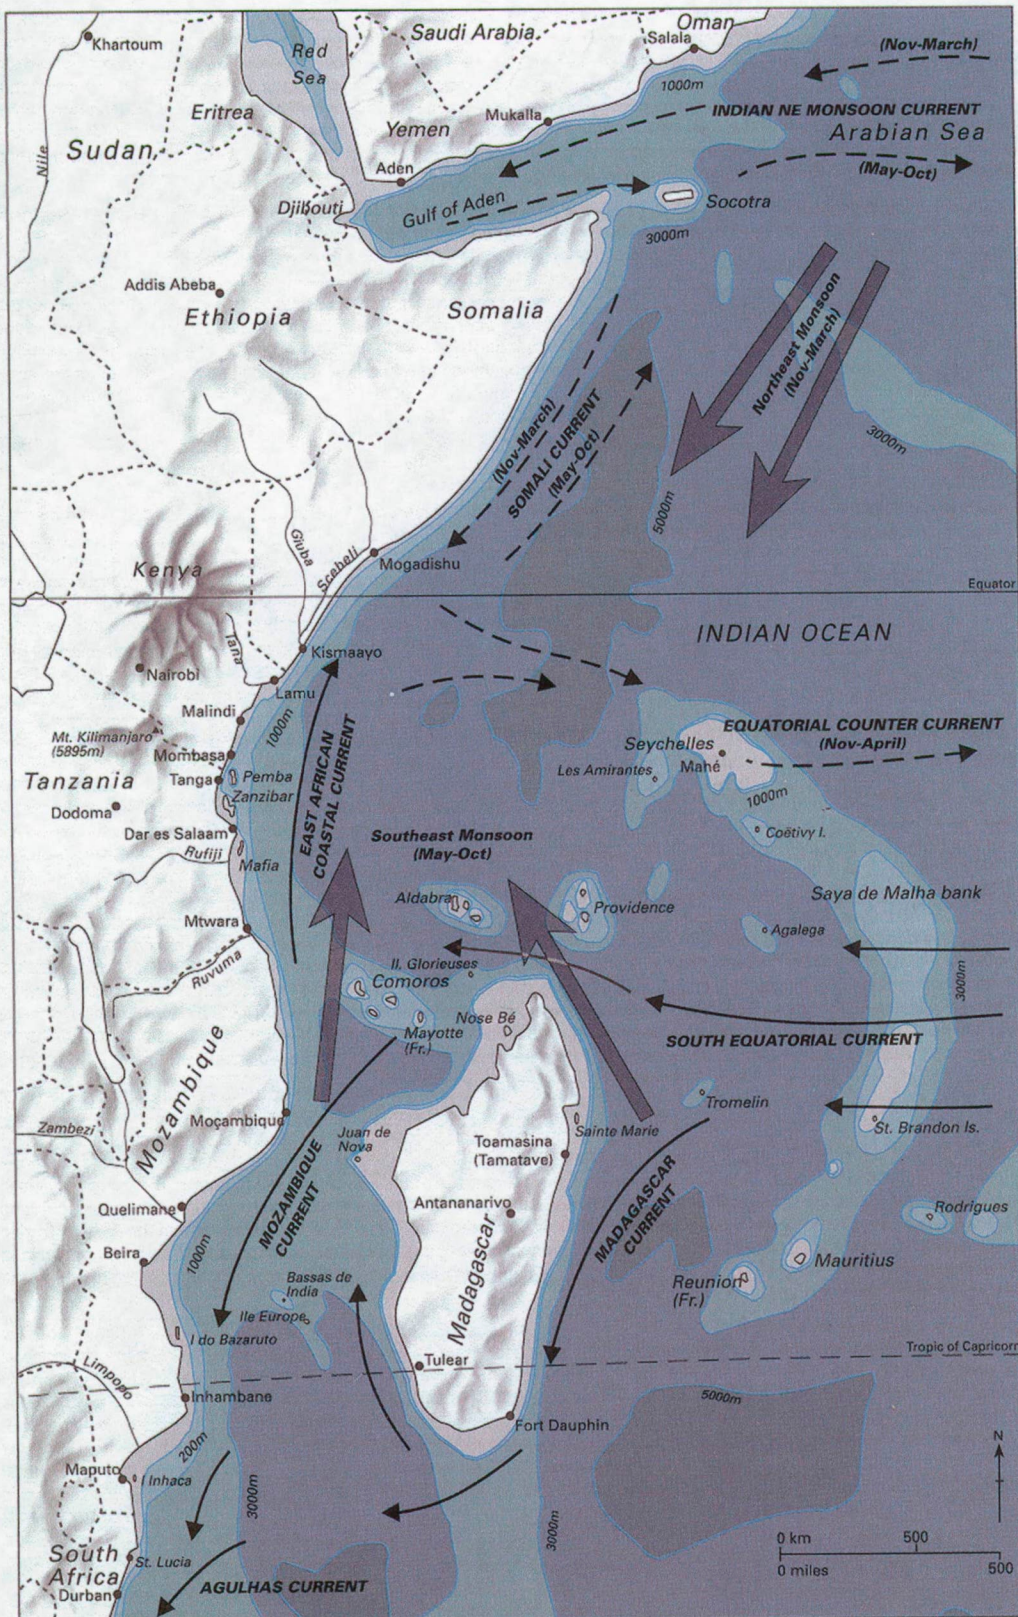 Khartoum
Red
Sea
Saudi Arabia
Oman
Salala
(Nov-March)
1000m
Eritrea
Yemen
Mukalla
INDIAN NE MONSOON CURRENT
Arabian Sea
Nile
Sudan
Aden
(May-Oct)
Djibouti
Gulf of Aden
Socotra
3000m
Addis Abeba
Ethiopia
Somalia
Northeast Monsoon
(Nov-March)
(Nov-March)
SOMALI CURRENT
(May-Oct)
3000m
5000m
Giuba
Scebeli
Mogadishu
Kenya
Equator
INDIAN OCEAN
Tana
Kismaayo
Nairobi
Lamu
Malindi
1000m
Mt. Kilimanjaro
(5895m)
EQUATORIAL COUNTER CURRENT
(Nov-April)
Mombasa
Seychelles
Mahé
Les Amirantes
Tanzania
Tanga
Pemba
Zanzibar
1000m
Dodoma
EAST AFRICAN
COASTAL CURRENT
Dar es Salaam
Southeast Monsoon
(May-Oct)
Coëtivy I.
Rufiji
Mafia
Aldabra
Providence
Saya de Malha bank
Mtwara
Agalega
Ruvuma
Il. Glorieuses
Comoros
3000m
Nose Bé
Mayotte
(Fr.)
SOUTH EQUATORIAL CURRENT
Mozambique
Tromelin
Moçambique
Zambezi
Juan de
Nova
Toamasina
(Tamatave)
Sainte Marie
St. Brandon Is.
MOZAMBIQUE
CURRENT
MADAGASCAR
CURRENT
Quelimane
Antananarivo
Rodrigues
Beira
1000m
Madagascar
Mauritius
Bassas de
India
Reunion
(Fr.)
Ile Europe
I do Bazaruto
Tulear
Tropic of Capricorn
Limpopo
Inhambane
5000m
Fort Dauphin
200m
N
Maputo
I Inhaca
3000m
3000m
0 km
500
0 miles
500
South
Africa
St. Lucia
Durban
AGULHAS CURRENT